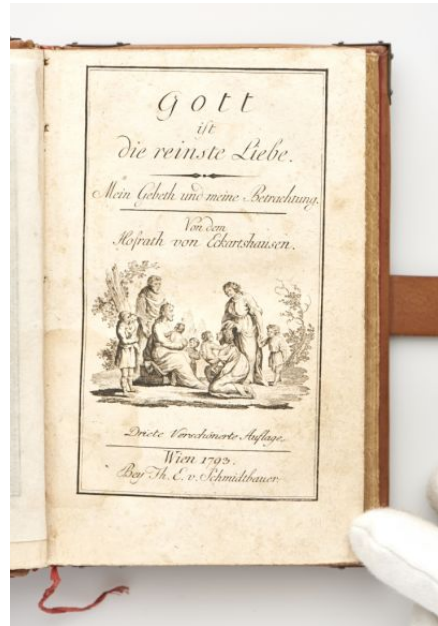 Gott
ist
die reinste Liebe.
Mein Gebeth und meine Betrachtung.
Von dem
Hofrath von Eckartshausen.
Driete Verschönerte Auflage
Wien 1793.
Bey Th. E. v. Schmidtbauer